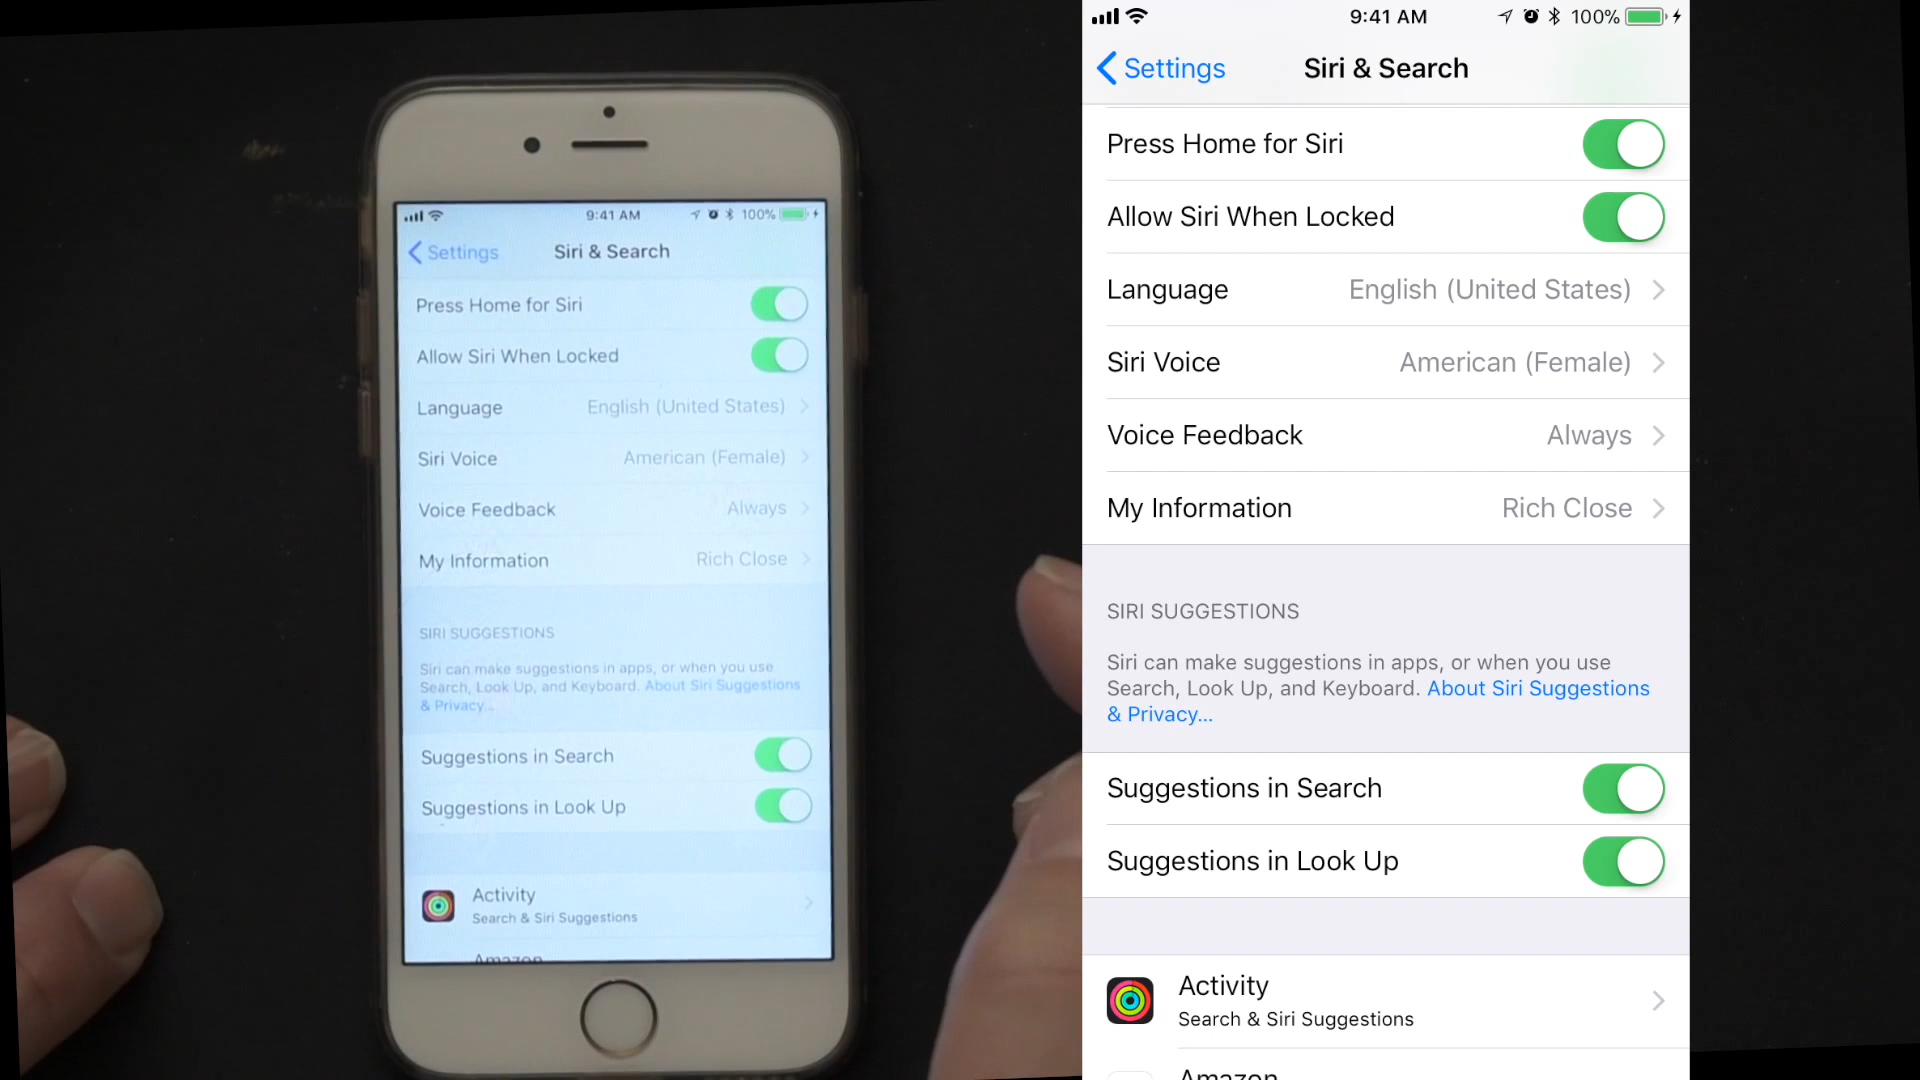 9:41 AM 100%
Settings Siri & Search
Press Home for Siri
Allow Siri When Locked
Language English (United States)
Siri Voice American (Female)
Voice Feedback Always
My Information Rich Close
SIRI SUGGESTIONS
Siri can make suggestions in apps, or when you use
Search, Look Up, and Keyboard. About Siri Suggestions
& Privacy...
Suggestions in Search
Suggestions in Look Up
Activity
Search & Siri Suggestions
Amazon
9:41 AM 100%
Settings Siri & Search
Press Home for Siri
Allow Siri When Locked
Language English (United States)
Siri Voice American (Female)
Voice Feedback Always
My Information Rich Close
SIRI SUGGESTIONS
Siri can make suggestions in apps, or when you use
Search, Look Up, and Keyboard. About Siri Suggestions
& Privacy...
Suggestions in Search
Suggestions in Look Up
Activity
Search & Siri Suggestions
Amazon